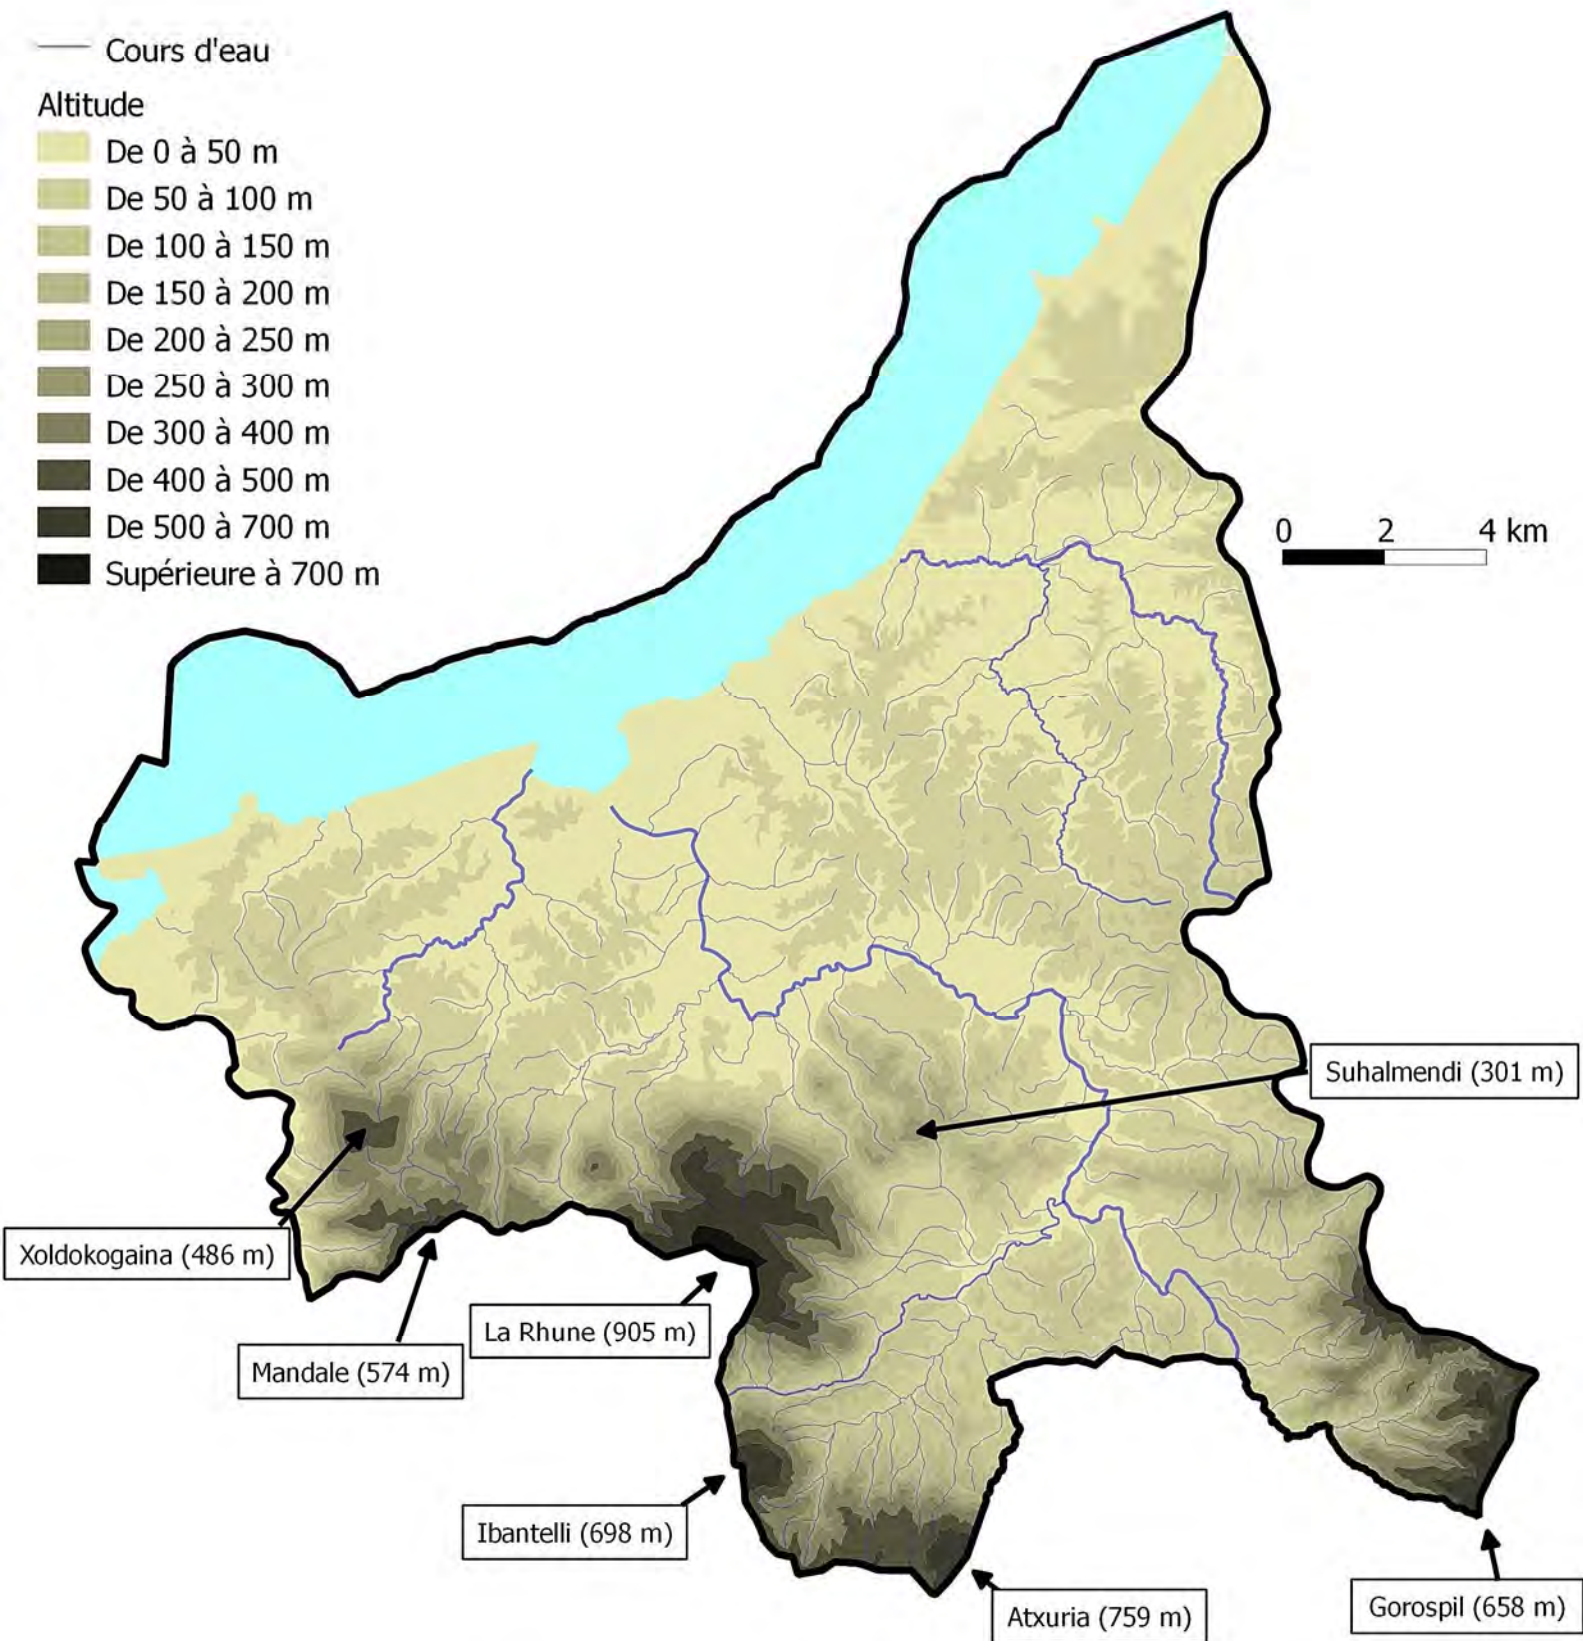 Cours d'eau
Altitude
De 0 à 50 m
De 50 à 100 m
De 100 à 150 m
De 150 à 200 m
De 200 à 250 m
De 250 à 300 m
De 300 à 400 m
De 400 à 500 m
De 500 à 700 m
Supérieure à 700 m
0 2 4 km
Suhalmendi (301 m)
Xoldokogaina (486 m)
La Rhune (905 m)
Mandale (574 m)
Ibantelli (698 m)
Atxuria (759 m)
Gorospil (658 m)